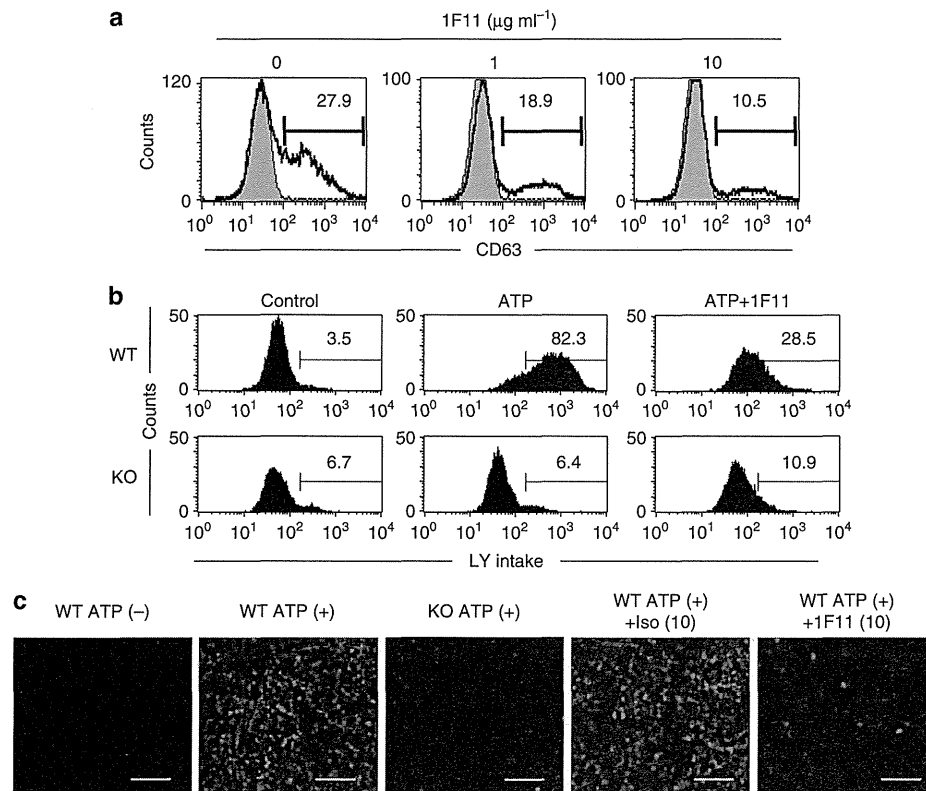 a
1F11 (μg ml⁻¹)
0 1 10
120 27.9 100 18.9 100 10.5
Counts
0 0 0
10⁰ 10¹ 10² 10³ 10⁴ 10⁰ 10¹ 10² 10³ 10⁴ 10⁰ 10¹ 10² 10³ 10⁴
CD63
b
Control ATP ATP+1F11
WT
50 3.5 50 82.3 50 28.5
0 0 0
10⁰ 10¹ 10² 10³ 10⁰ 10¹ 10² 10³ 10⁴ 10⁰ 10¹ 10² 10³
Counts
KO
50 6.7 50 6.4 50 10.9
0 0 0
10⁰ 10¹ 10² 10³ 10⁰ 10¹ 10² 10³ 10⁴ 10⁰ 10¹ 10² 10³
LY intake
c
WT ATP (–) WT ATP (+) KO ATP (+) WT ATP (+) WT ATP (+)
+Iso (10) +1F11 (10)